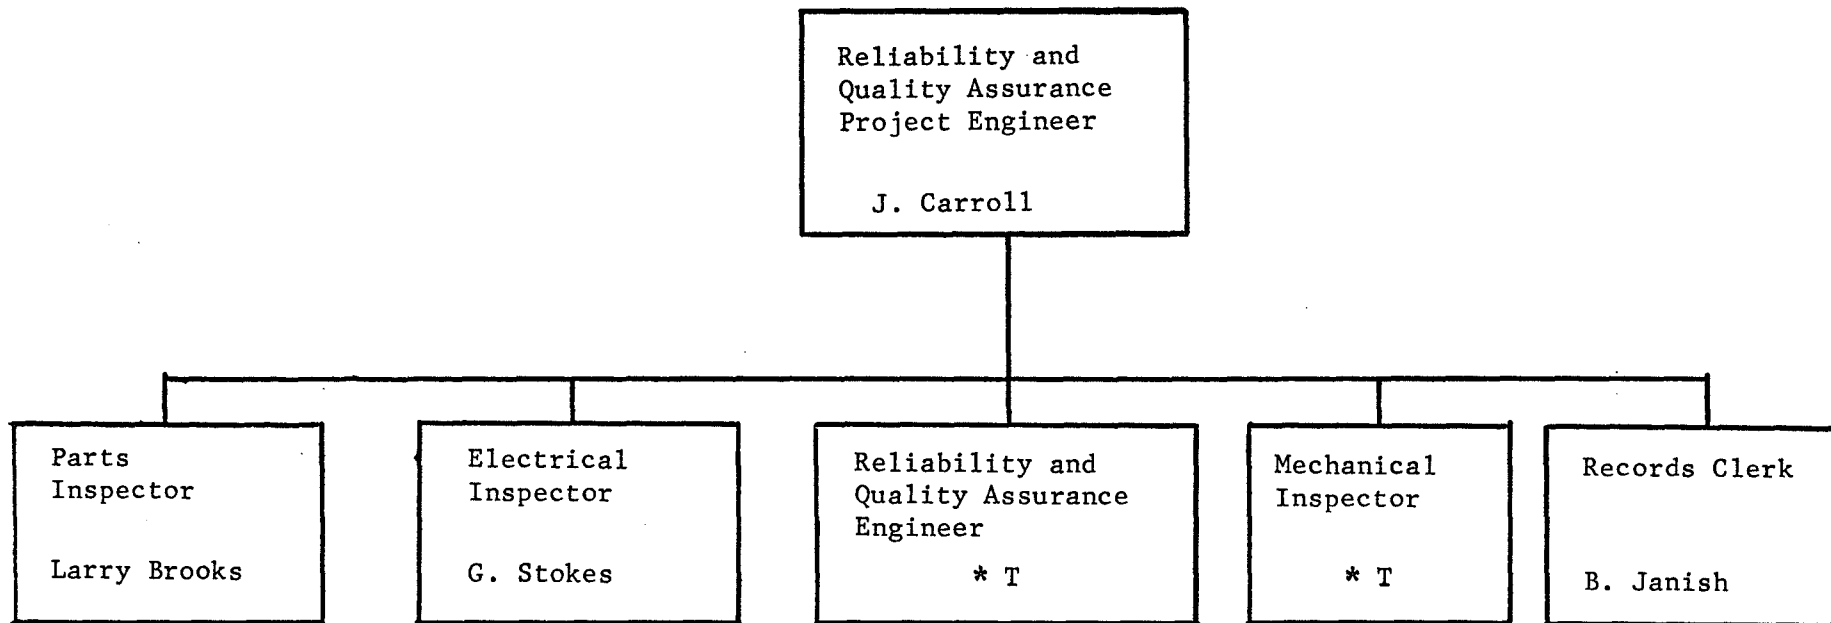 Reliability and
Quality Assurance
Project Engineer
J. Carroll
Parts
Inspector
Larry Brooks
Electrical
Inspector
G. Stokes
Reliability and
Quality Assurance
Engineer
* T
Mechanical
Inspector
* T
Records Clerk
B. Janish